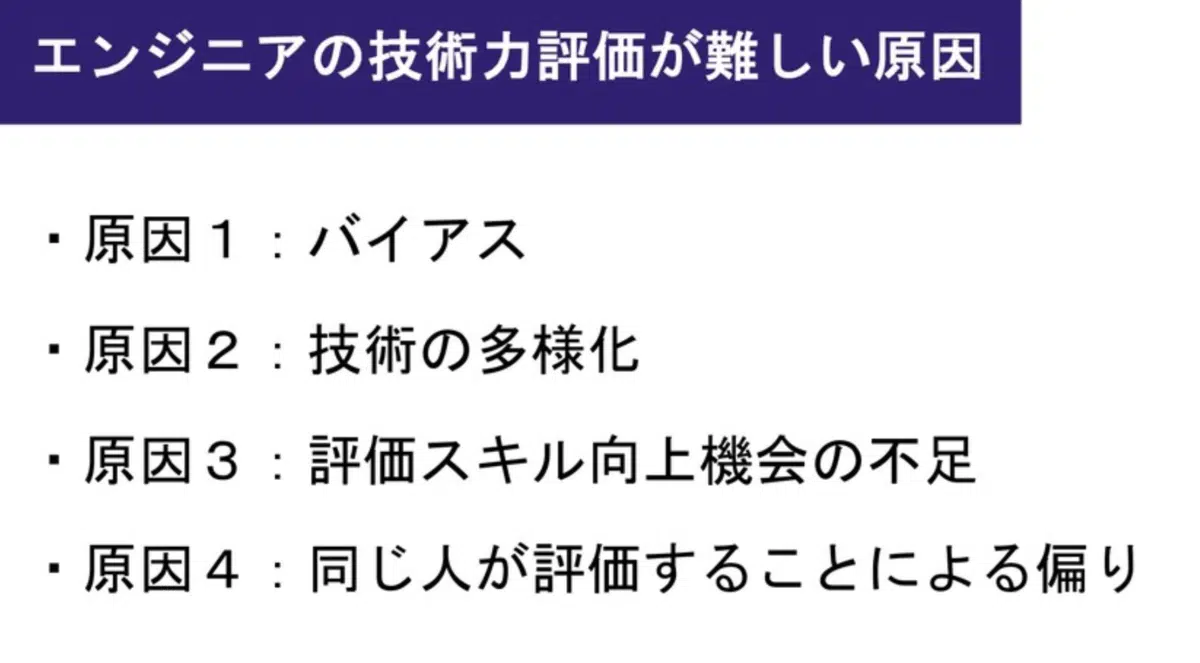 エンジニアの技術力評価が難しい原因
・原因１：バイアス
・原因２：技術の多様化
・原因３：評価スキル向上機会の不足
・原因４：同じ人が評価することによる偏り